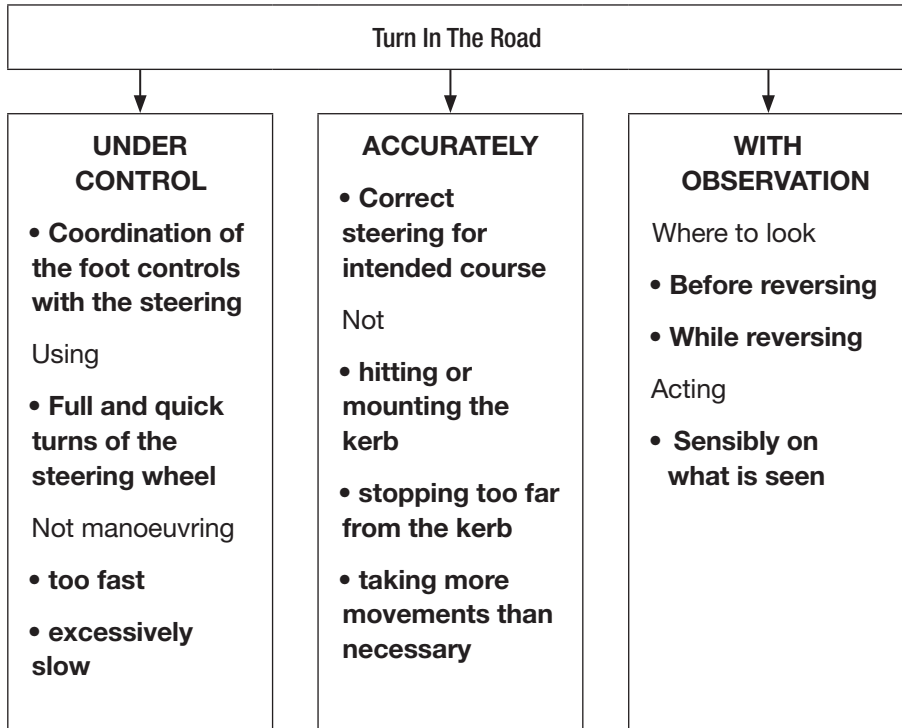 Turn In The Road
UNDER
CONTROL
• Coordination of
the foot controls
with the steering
Using
• Full and quick
turns of the
steering wheel
Not manoeuvring
• too fast
• excessively
slow
ACCURATELY
• Correct
steering for
intended course
Not
• hitting or
mounting the
kerb
• stopping too far
from the kerb
• taking more
movements than
necessary
WITH
OBSERVATION
Where to look
• Before reversing
• While reversing
Acting
• Sensibly on
what is seen